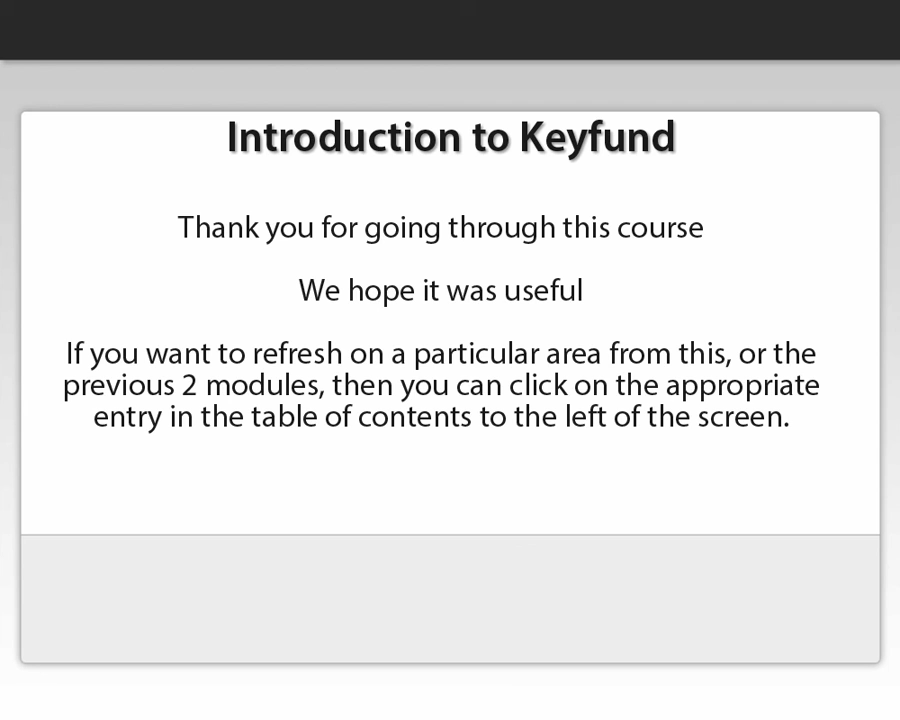 Introduction to Keyfund
Thank you for going through this course
We hope it was useful
If you want to refresh on a particular area from this, or the
previous 2 modules, then you can click on the appropriate
entry in the table of contents to the left of the screen.